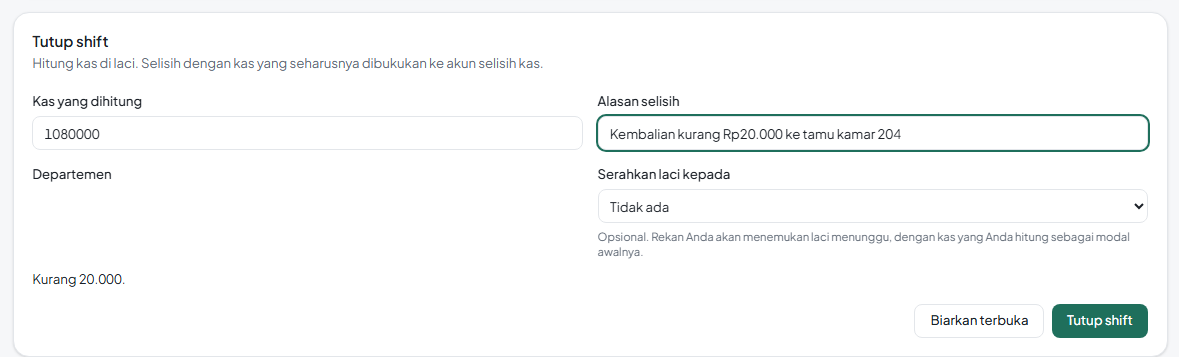 Tutup shift
Hitung kas di laci. Selisih dengan kas yang seharusnya dibukukan ke akun selisih kas.
Kas yang dihitung
1080000
Alasan selisih
Kembalian kurang Rp20.000 ke tamu kamar 204
Departemen
Serahkan laci kepada
Tidak ada
Opsional. Rekan Anda akan menemukan laci menunggu, dengan kas yang Anda hitung sebagai modal
awalnya.
Kurang 20.000.
Biarkan terbuka
Tutup shift